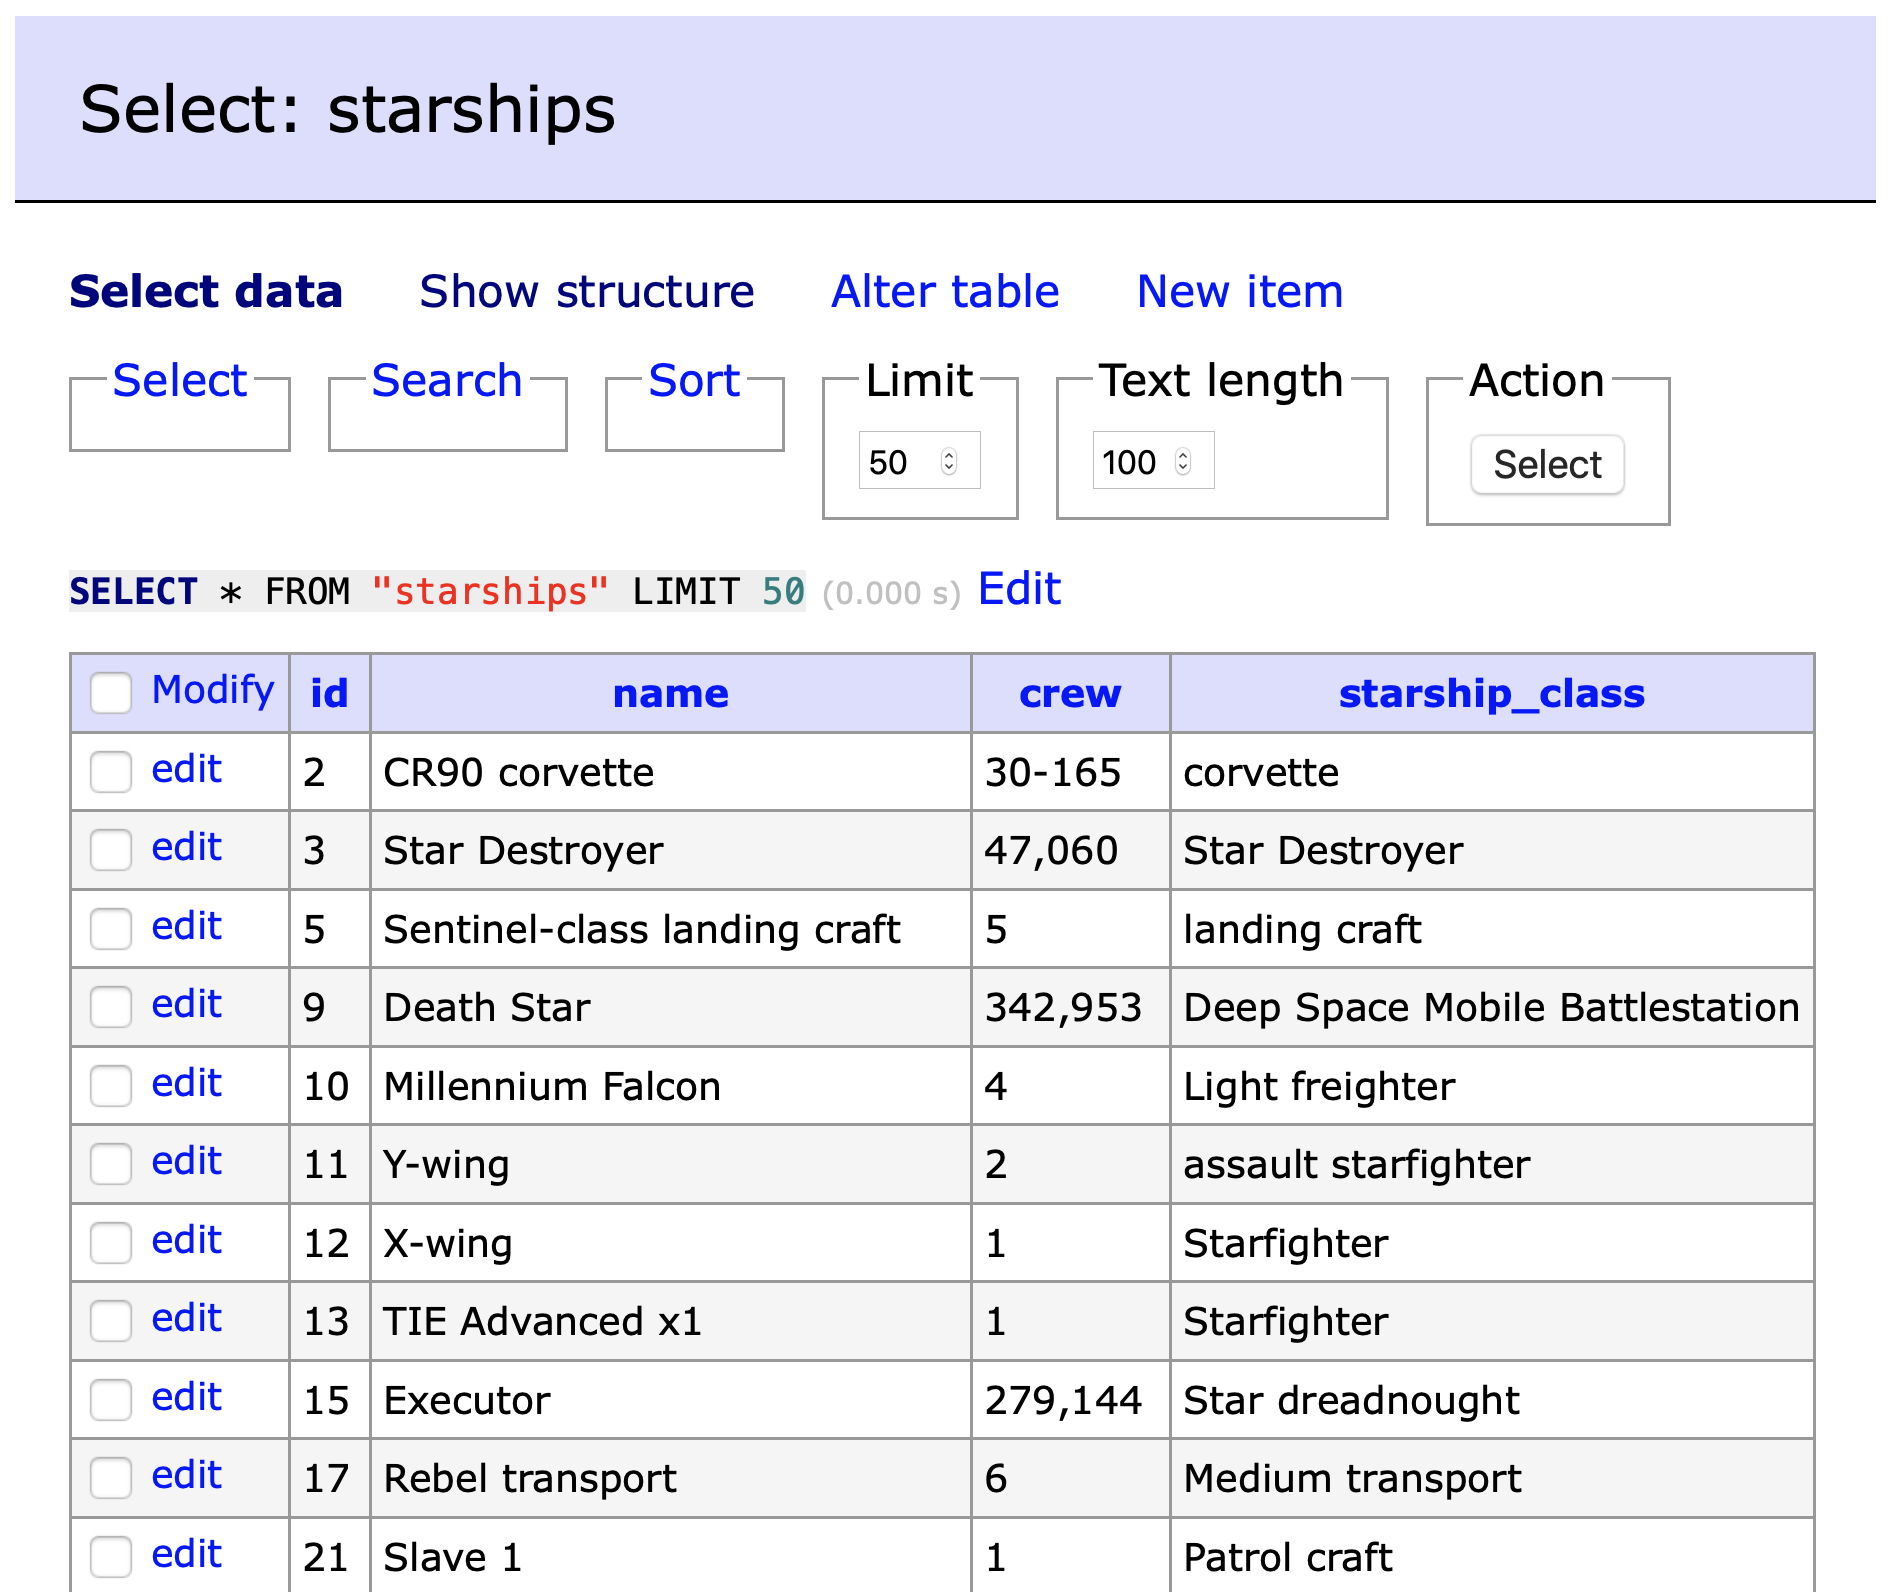 Select: starships
Select data Show structure Alter table New item
Select Search Sort Limit Text length Action
50 100 Select
SELECT * FROM "starships" LIMIT 50 (0.000 s) Edit
Modify id name crew starship_class
edit 2 CR90 corvette 30-165 corvette
edit 3 Star Destroyer 47,060 Star Destroyer
edit 5 Sentinel-class landing craft 5 landing craft
edit 9 Death Star 342,953 Deep Space Mobile Battlestation
edit 10 Millennium Falcon 4 Light freighter
edit 11 Y-wing 2 assault starfighter
edit 12 X-wing 1 Starfighter
edit 13 TIE Advanced x1 1 Starfighter
edit 15 Executor 279,144 Star dreadnought
edit 17 Rebel transport 6 Medium transport
edit 21 Slave 1 1 Patrol craft